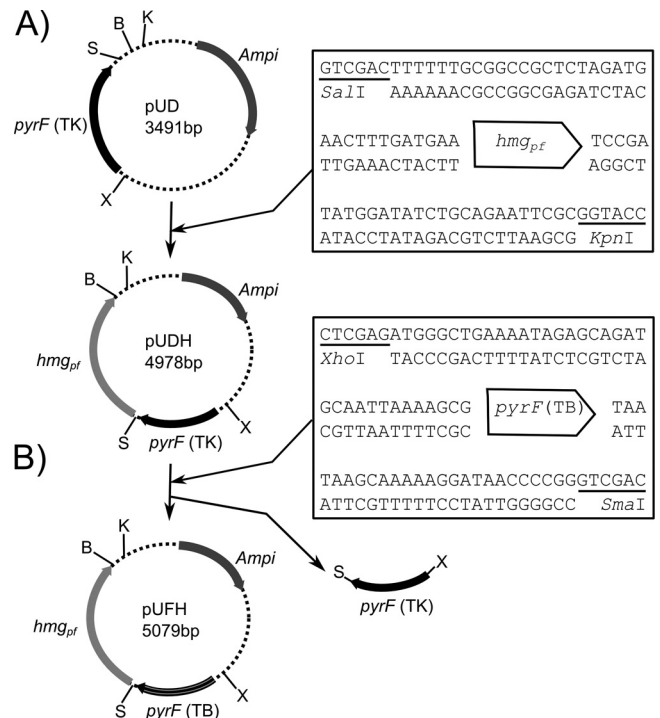 A)
S B K
Ampi
pyrF (TK)
pUD
3491bp
X
GTCGACTTTTTTGCGGCCGCTCTAGATG
SalI AAAAAACGCCGGCGAGATCTAC
AACTTTGATGAA hmgpf TCCGA
TTGAAACTACTT AGGCT
TATGGATATCTGCAGAATTCGCGGTACC
ATACCTATAGACGTCTTAAGCG KpnI
B K
Ampi
pUDH
4978bp
hmgpf
X
S
pyrF (TK)
CTCGAGATGGGCTGAAAATAGAGCAGAT
XhoI TACCCGACTTTTATCTCGTCTA
GCAATTAAAAGCG pyrF(TB) TAA
CGTTAATTTTCGC ATT
TAAGCAAAAAGGATAACCCCGGGTCGAC
ATTCGTTTTTCCTATTGGGGCC SmaI
B)
B K
Ampi
pUFH
5079bp
hmgpf
X
S
pyrF (TB)
S X
pyrF (TK)